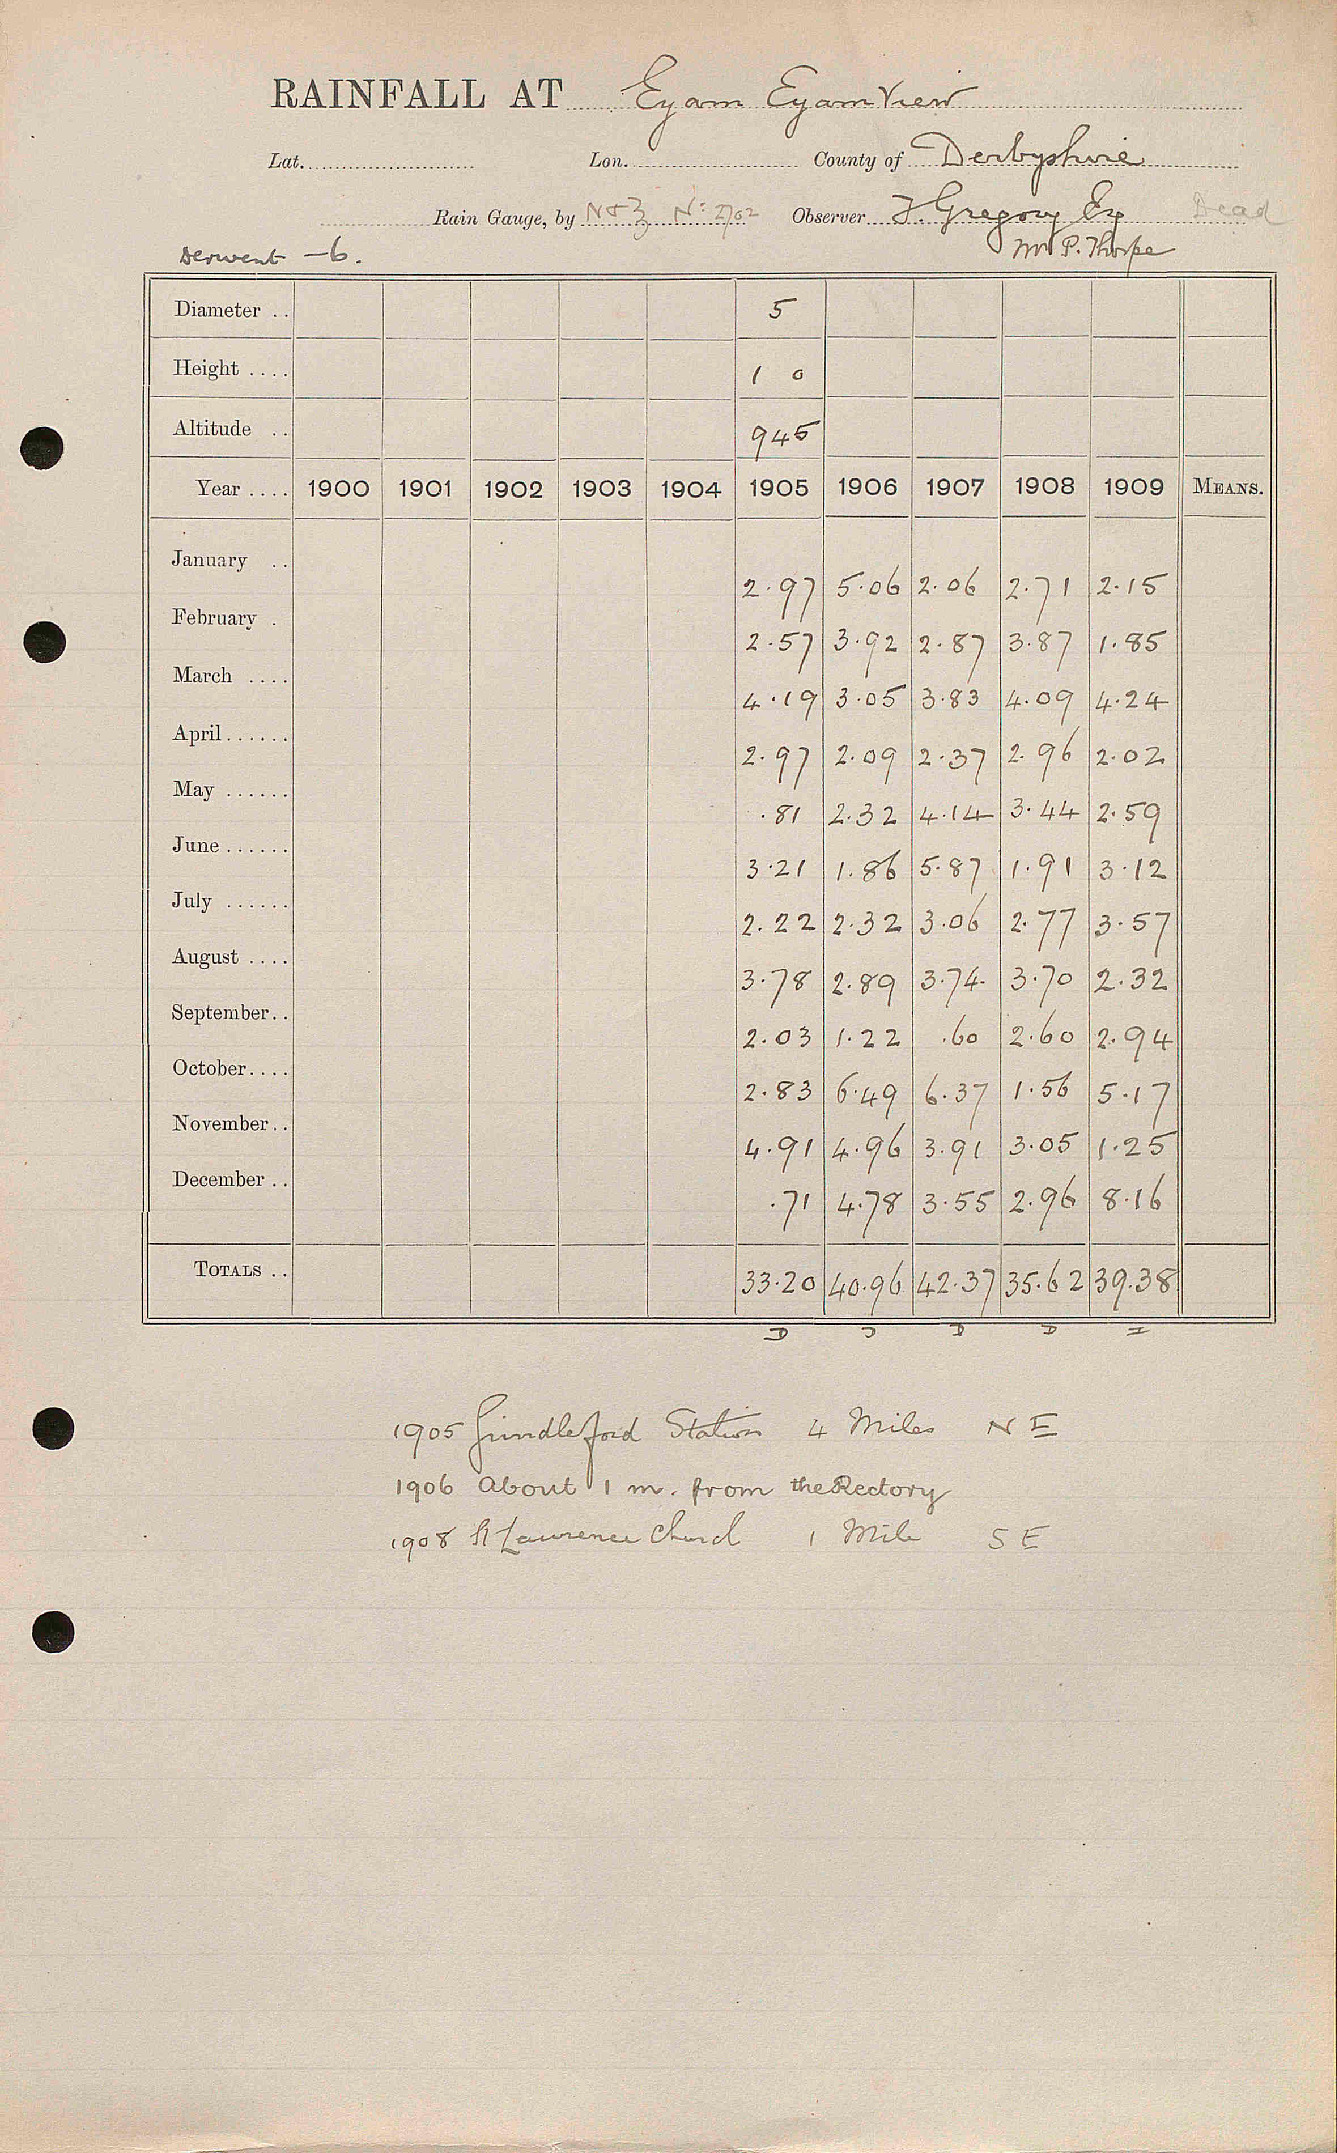 RAINFALL AT Eyam Eyam View
Lat. Lon. County of Derbyshire
Rain Gauge, by N & Z No 2702 Observer J. Gregory Esq Dead
Derwent - 6. Mr P. Thorpe
Diameter .. 5
Height .... 1 0
Altitude .. 945
Year .... 1900 1901 1902 1903 1904 1905 1906 1907 1908 1909 MEANS.
January .. 2.97 5.06 2.06 2.71 2.15
February . 2.57 3.92 2.87 3.87 1.85
March .... 4.19 3.05 3.83 4.09 4.24
April...... 2.97 2.09 2.37 2.96 2.02
May ...... .81 2.32 4.14 3.44 2.59
June...... 3.21 1.86 5.87 1.91 3.12
July ...... 2.22 2.32 3.06 2.77 3.57
August .... 3.78 2.89 3.74 3.70 2.32
September.. 2.03 1.22 .60 2.60 2.94
October.... 2.83 6.49 6.37 1.56 5.17
November.. 4.91 4.96 3.91 3.05 1.25
December .. .71 4.78 3.55 2.96 8.16
TOTALS .. 33.20 40.96 42.37 35.62 39.38
1905 Grindleford Station 4 Miles N E
1906 About 1 m. from the Rectory
1908 St Lawrence Church 1 Mile S E